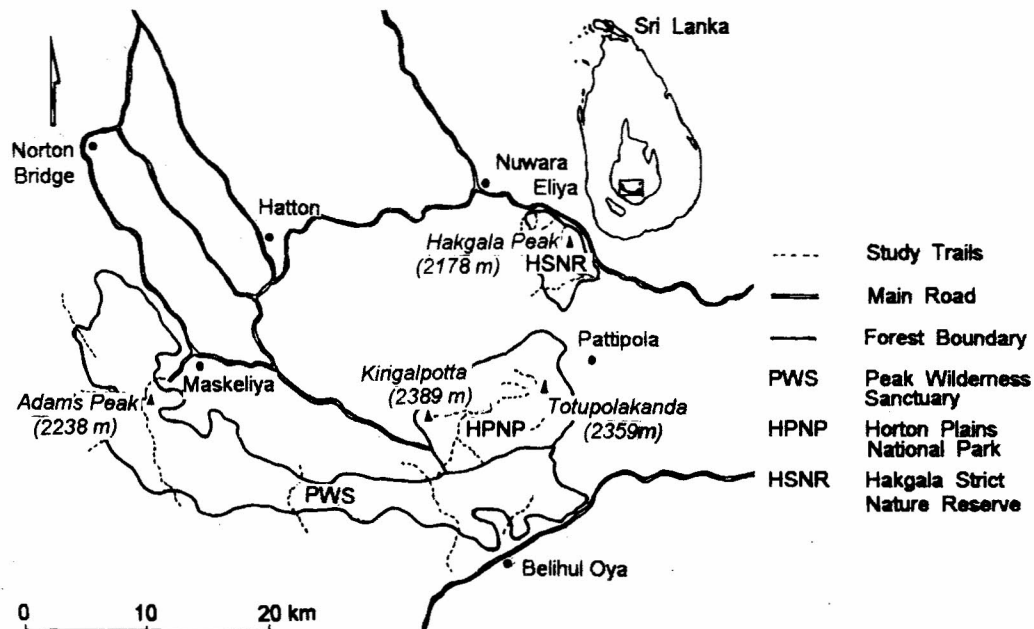 Sri Lanka
Norton
Bridge
Nuwara
Eliya
Hatton
Hakgala Peak
(2178 m)
HSNR
Pattipola
Maskeliya
Kirigalpotta
(2389 m)
Adam's Peak
(2238 m)
Totupolakanda
(2359m)
HPNP
PWS
Belihul Oya
0 10 20 km
Study Trails
Main Road
Forest Boundary
PWS Peak Wilderness
Sanctuary
HPNP Horton Plains
National Park
HSNR Hakgala Strict
Nature Reserve